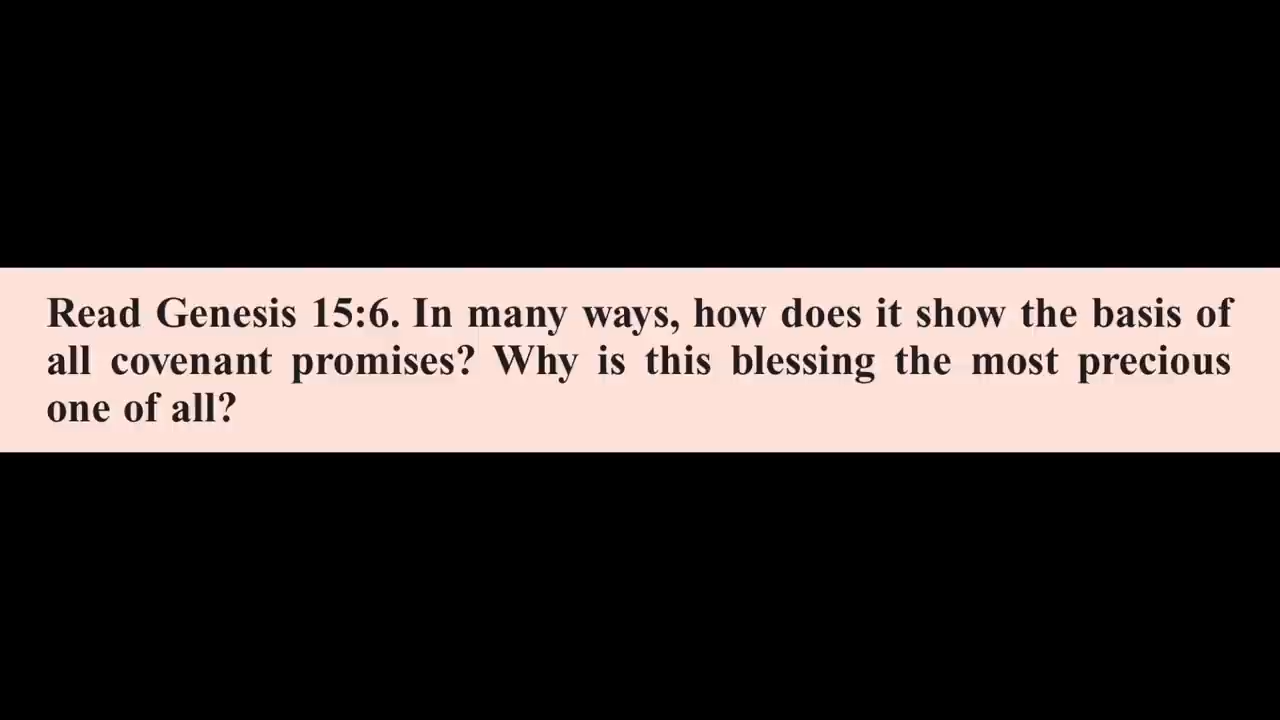 Read Genesis 15:6. In many ways, how does it show the basis of
all covenant promises? Why is this blessing the most precious
one of all?